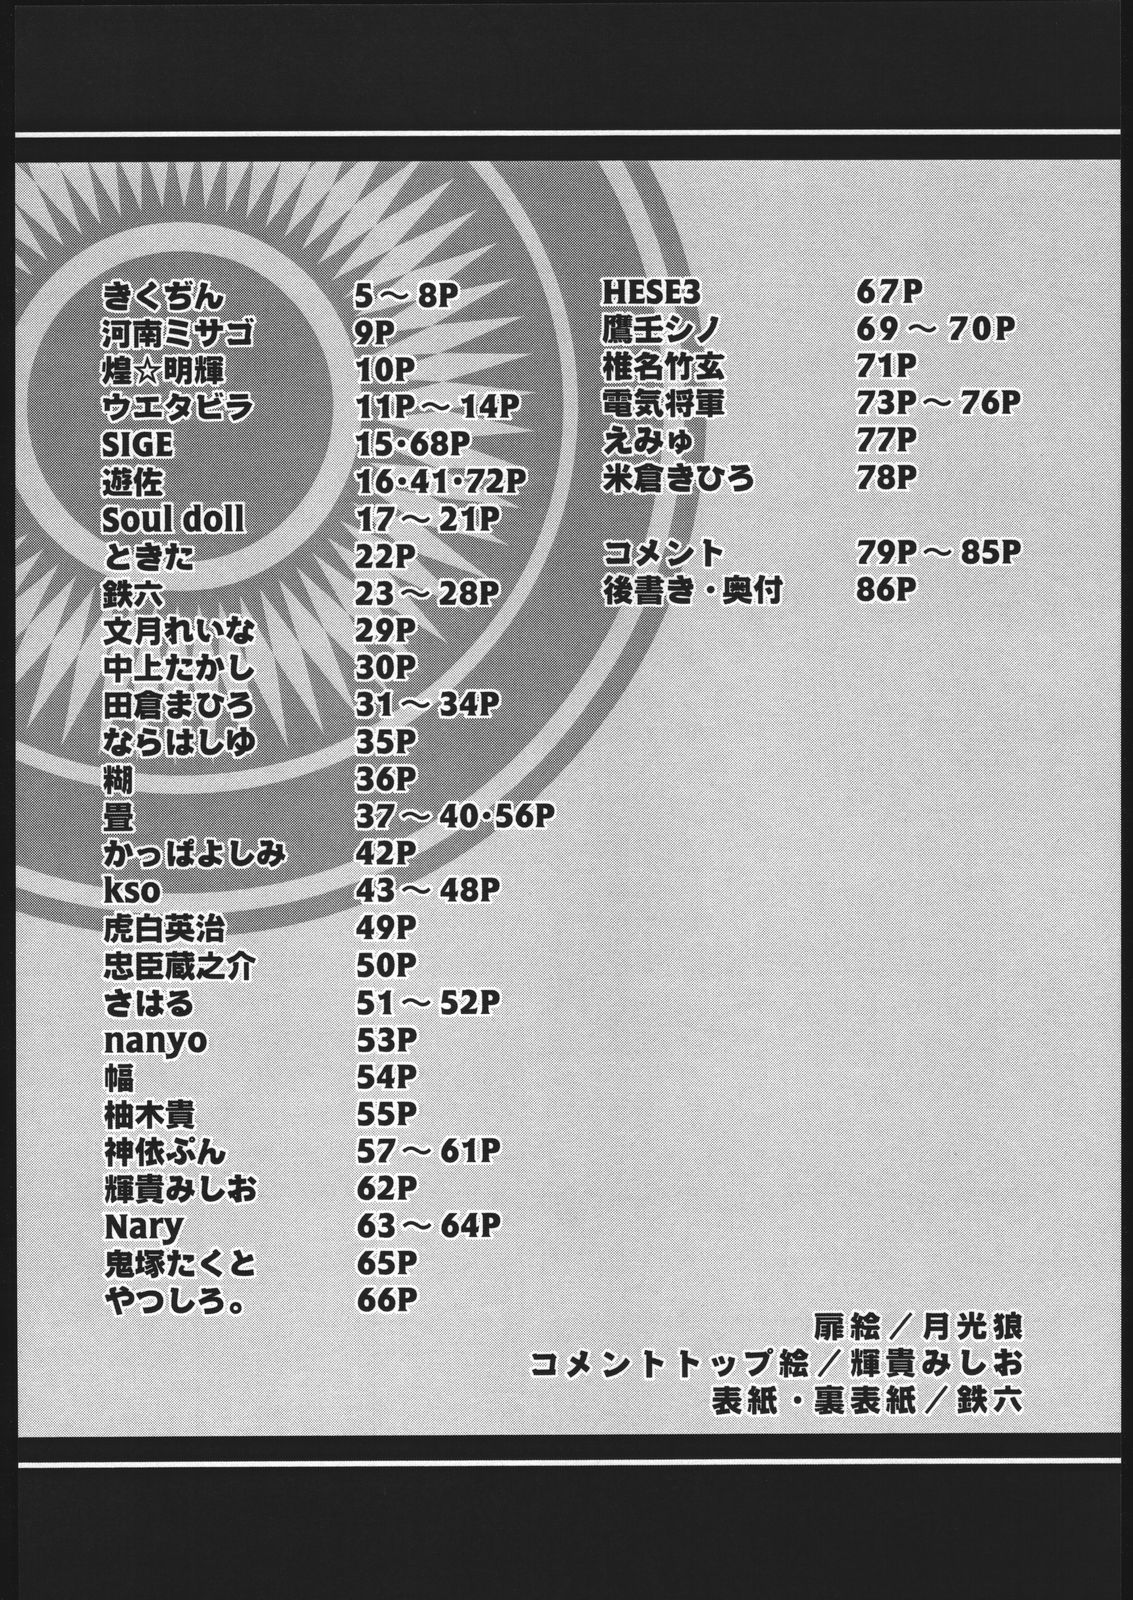 きくぢん 5～8P
河南ミサゴ 9P
煌☆明輝 10P
ウエタビラ 11P～14P
SIGE 15･68P
遊佐 16･41･72P
Soul doll 17～21P
ときた 22P
鉄六 23～28P
文月れいな 29P
中上たかし 30P
田倉まひろ 31～34P
ならはしゆ 35P
糊 36P
畳 37～40･56P
かっぱよしみ 42P
kso 43～48P
虎白英治 49P
忠臣蔵之介 50P
さはる 51～52P
nanyo 53P
幅 54P
柚木貴 55P
神依ぷん 57～61P
輝貴みしお 62P
Nary 63～64P
鬼塚たくと 65P
やつしろ。 66P
HESE3 67P
鷹壬シノ 69～70P
椎名竹玄 71P
電気将軍 73P～76P
えみゅ 77P
米倉きひろ 78P
コメント 79P～85P
後書き・奥付 86P
扉絵／月光狼
コメントトップ絵／輝貴みしお
表紙・裏表紙／鉄六